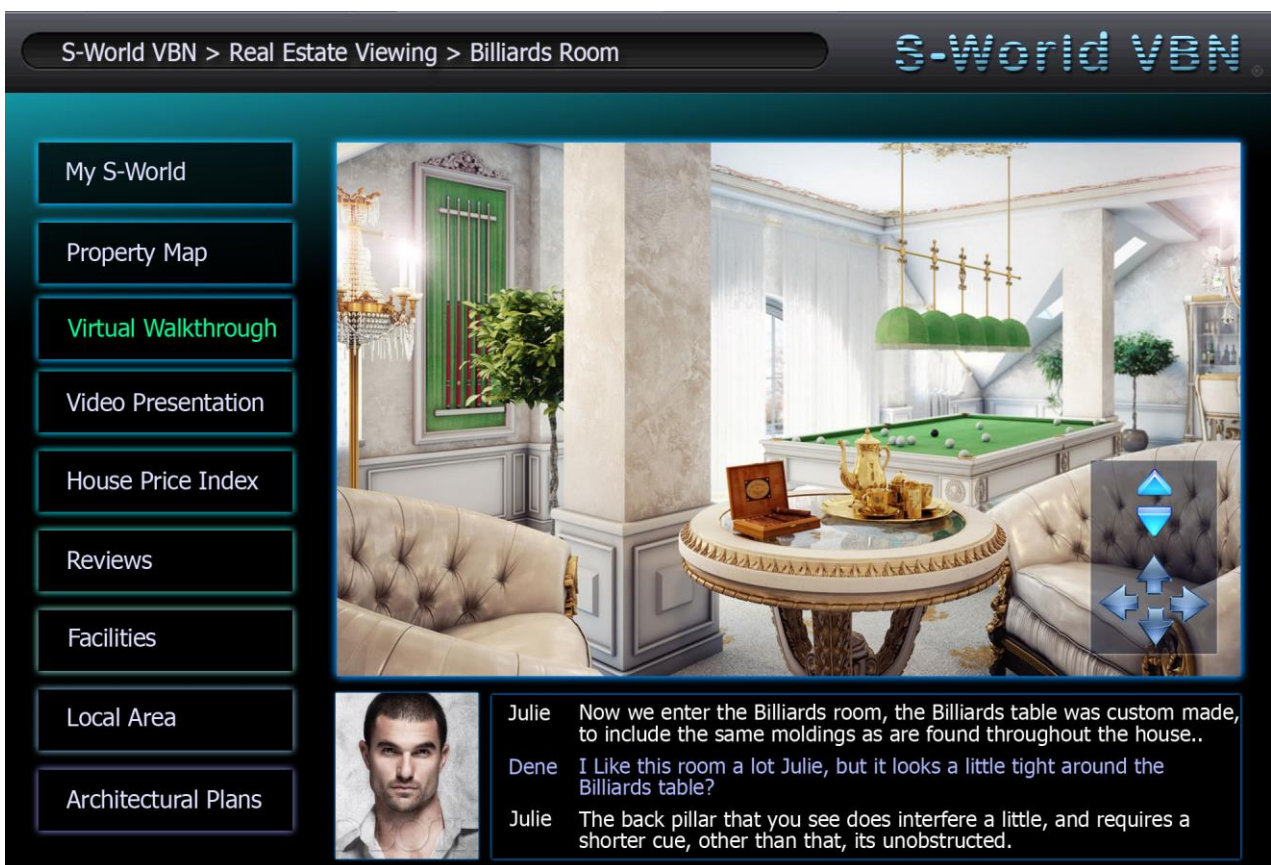 S-World VBN > Real Estate Viewing > Billiards Room
S-World VBN ®
My S-World
Property Map
Virtual Walkthrough
Video Presentation
House Price Index
Reviews
Facilities
Local Area
Architectural Plans
Julie Now we enter the Billiards room, the Billiards table was custom made,
to include the same moldings as are found throughout the house..
Dene I Like this room a lot Julie, but it looks a little tight around the
Billiards table?
Julie The back pillar that you see does interfere a little, and requires a
shorter cue, other than that, its unobstructed.